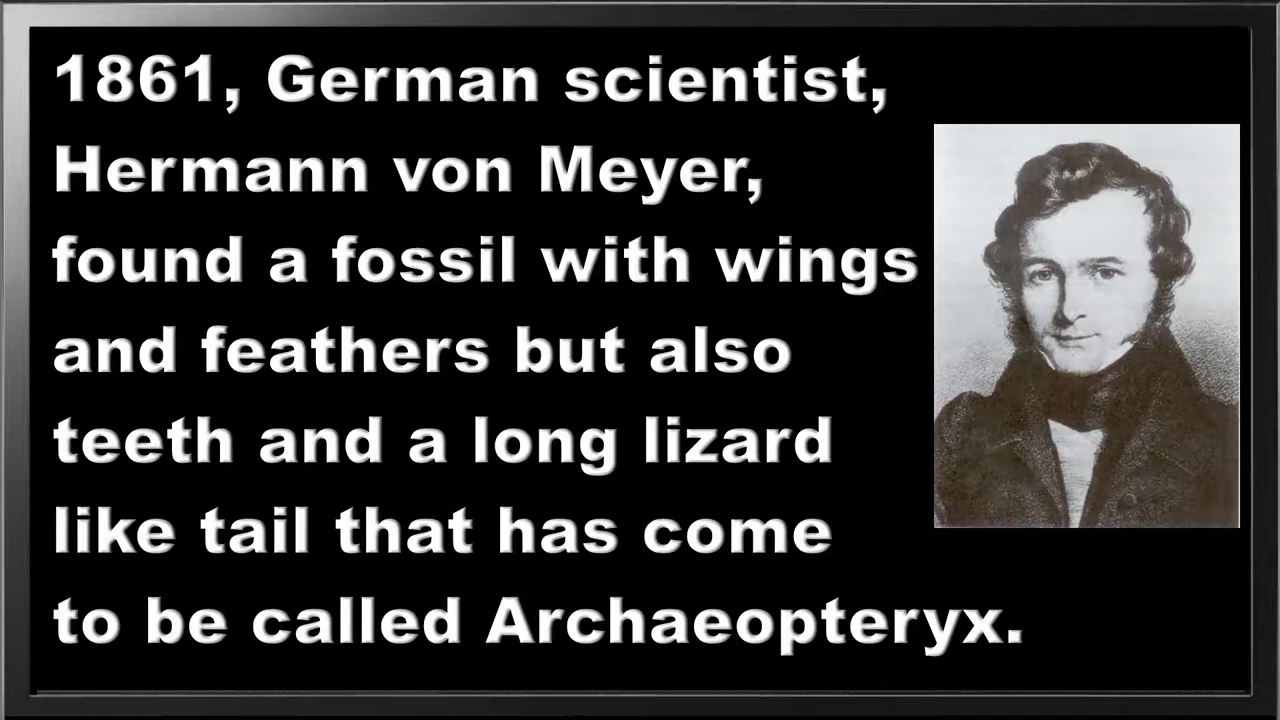 1861, German scientist,
Hermann von Meyer,
found a fossil with wings
and feathers but also
teeth and a long lizard
like tail that has come
to be called Archaeopteryx.